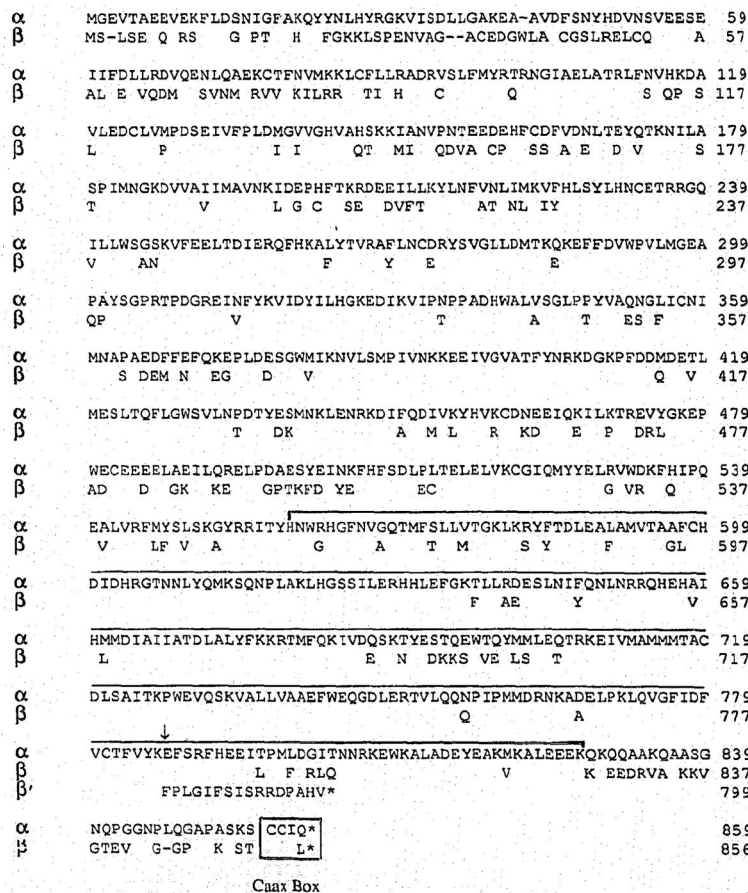 α MGEVTAEEVEKFLDSNIGFAKQYYNLHYRGKVISDLLGAKEA-AVDFSNYHDVNSVEESE 59
β MS-LSE Q RS G PT H FGKKLSPENVAG--ACEDGWLA CGSLRELCQ A 57
α IIFDLLRDVQENLQAEKCTFNVMKKLCFLLRADRVSLFMYRTRNGIAELATRLFNVHKDA 119
β AL E VQDM SVNM RVV KILRR TI H C Q S QP S 117
α VLEDCLVMPDSEIVFPLDMGVVGHVAHSKKIANVPNTEEDEHFCDFVDNLTEYQTKNILA 179
β L P I I QT MI QDVA CP SS A E D V S 177
α SPIMNGKDVVAIIMAVNKIDEPHFTKRDEEILLKYLNFVNLIMKVFHLSYLHNCETRRGQ 239
β T V L G C SE DVFT AT NL IY 237
α ILLWSGSKVFEELTDIERQFHKALYTVRAFLNCDRYSVGLLDMTKQKEFFDVWPVLMGEA 299
β V AN F Y E E 297
α PAYSGPRTPDGREINFYKVIDYILHGKEDIKVIPNPPADHWALVSGLPPYVAQNGLICNI 359
β QP V T A T ES F 357
α MNAPAEDFFEFQKEPLDESGWMIKNVLSMPIVNKKEEIVGVATFYNRKDGKPFDDMDETL 419
β S DEM N EG D V Q V 417
α MESLTQFLGWSVLNPDTYESMNKLENRKDIFQDIVKYHVKCDNEEIQKILKTREVYGKEP 479
β T DK A M L R KD E P DRL 477
α WECEEEELAEILQRELPDAESYEINKFHFSDLPLTELELVKCGIQMYYELRVWDKFHIPQ 539
β AD D GK KE GPTKFD YE EC G VR Q 537
α EALVRFMYSLSKGYRRITYHNWRHGFNVGQTMFSLLVTGKLKRYFTDLEALAMVTAAFCH 599
β V LF V A G A T M S Y F GL 597
α DIDHRGTNNLYQMKSQNPLAKLHGSSILERHHLEFGKTLLRDESLNIFQNLNRRQHEHAI 659
β F AE Y V 657
α HMMDIAIIATDLALYFKKRTMFQKIVDQSKTYESTQEWTQYMMLEQTRKEIVMAMMMTAC 719
β L E N DKKS VE LS T 717
α DLSAITKPWEVQSKVALLVAAEFWEQGDLERTVLQQNPIPMMDRNKADELPKLQVGFIDF 779
β Q A 777
↓
α VCTFVYKEFSRFHEEITPMLDGITNNRKEWKALADEYEAKMKALEEEKQKQQAAKQAASG 839
β L F RLQ V K EEDRVA KKV 837
β' FPLGIFSISRRDPAHV* 799
α NQPGGNPLQGAPASKS CCIQ* 859
β GTEV G-GP K ST L* 856
Caax Box